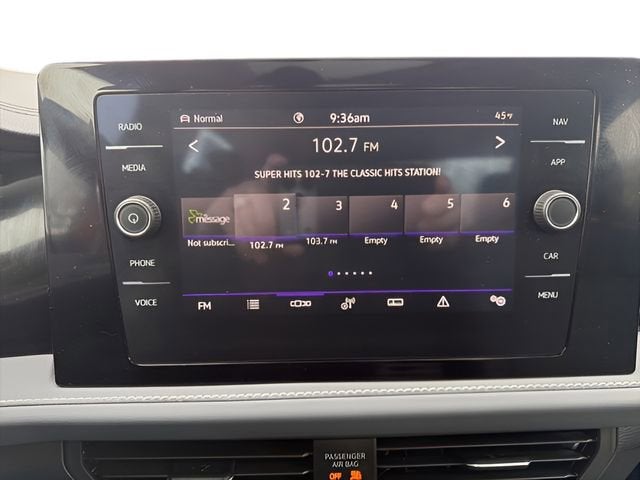 RADIO
MEDIA
PHONE
VOICE
Normal
9:36am
45°F
< 102.7 FM >
SUPER HITS 102-7 THE CLASSIC HITS STATION!
2 3 4 5 6
message
Not subscri... 102.7 FM 103.7 FM Empty Empty Empty
FM
NAV
APP
CAR
MENU
PASSENGER
AIR BAG
OFF